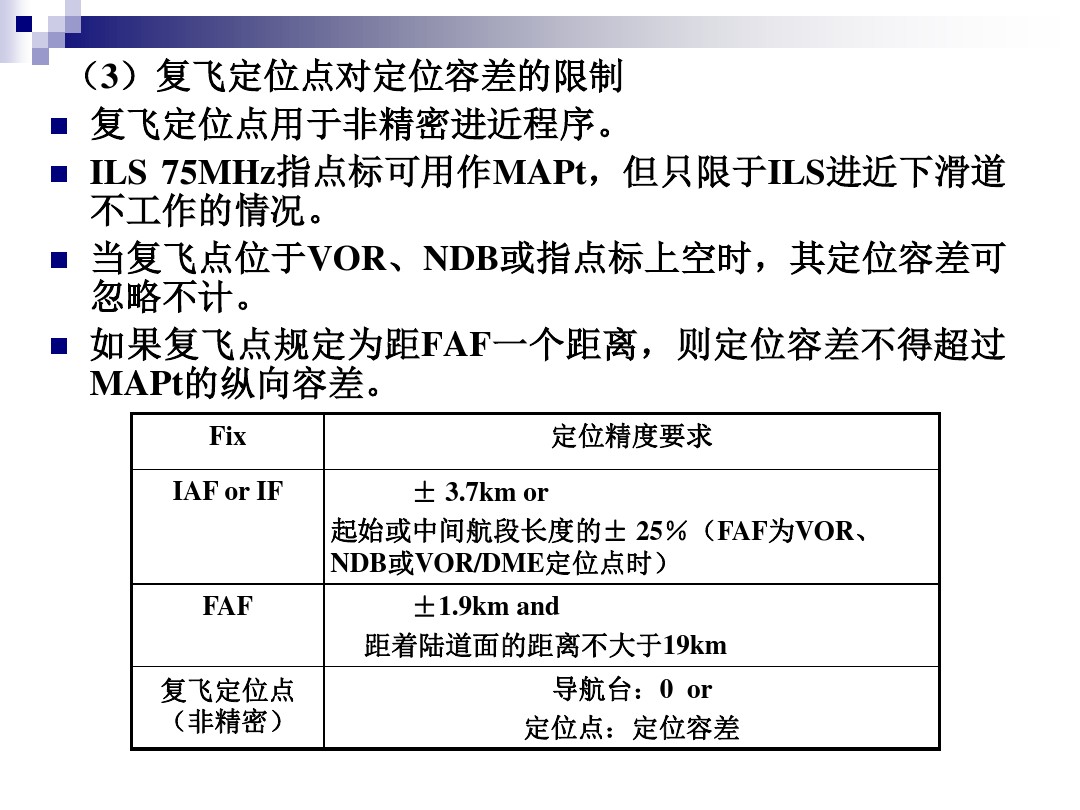 （3）复飞定位点对定位容差的限制
复飞定位点用于非精密进近程序。
ILS 75MHz指点标可用作MAPt，但只限于ILS进近下滑道
不工作的情况。
当复飞点位于VOR、NDB或指点标上空时，其定位容差可
忽略不计。
如果复飞点规定为距FAF一个距离，则定位容差不得超过
MAPt的纵向容差。
Fix 定位精度要求
IAF or IF ± 3.7km or
起始或中间航段长度的± 25%（FAF为VOR、
NDB或VOR/DME定位点时）
FAF ±1.9km and
距着陆道面的距离不大于19km
复飞定位点 导航台：0 or
（非精密） 定位点：定位容差